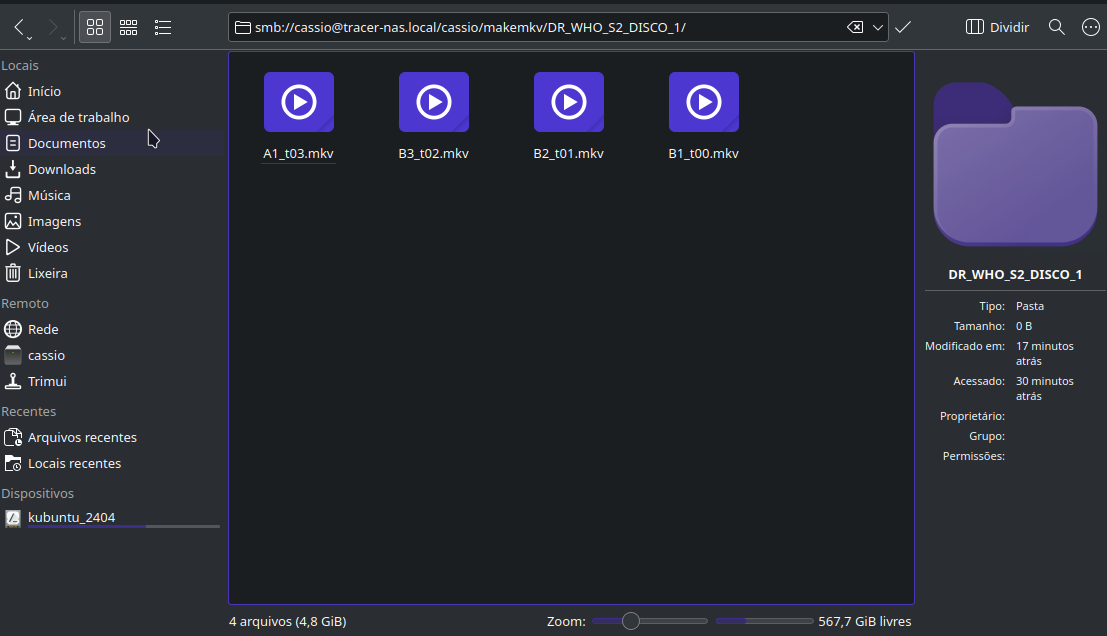 smb://cassio@tracer-nas.local/cassio/makemkv/DR_WHO_S2_DISCO_1/
Dividir
Locais
Início
Área de trabalho
Documentos
Downloads
Música
Imagens
Vídeos
Lixeira
Remoto
Rede
cassio
Trimui
Recentes
Arquivos recentes
Locais recentes
Dispositivos
kubuntu_2404
A1_t03.mkv
B3_t02.mkv
B2_t01.mkv
B1_t00.mkv
DR_WHO_S2_DISCO_1
Tipo: Pasta
Tamanho: 0 B
Modificado em: 17 minutos
atrás
Acessado: 30 minutos
atrás
Proprietário:
Grupo:
Permissões:
4 arquivos (4,8 GiB)
Zoom:
567,7 GiB livres